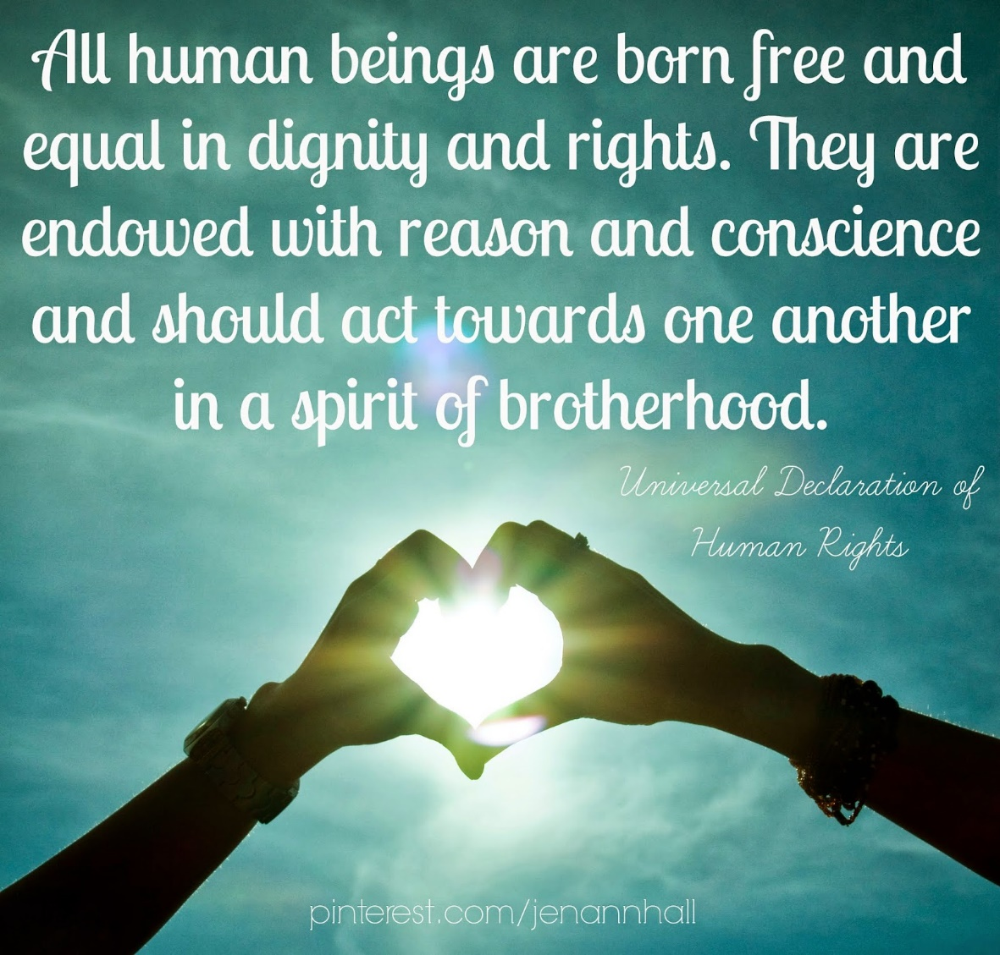 All human beings are born free and
equal in dignity and rights. They are
endowed with reason and conscience
and should act towards one another
in a spirit of brotherhood.
Universal Declaration of
Human Rights
pinterest.com/jenannhall